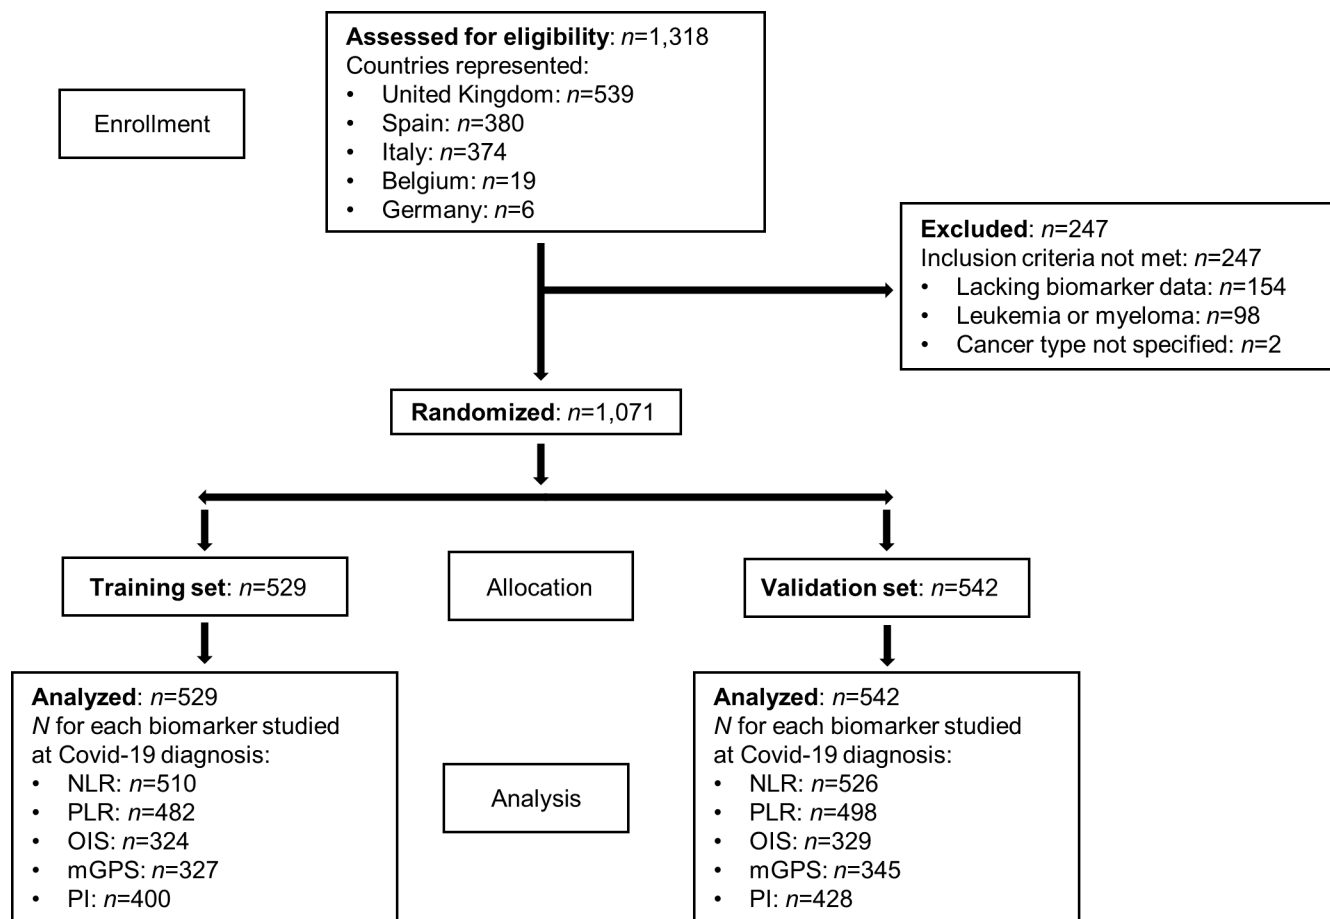 Assessed for eligibility: n=1,318
Countries represented:
• United Kingdom: n=539
• Spain: n=380
• Italy: n=374
• Belgium: n=19
• Germany: n=6
Enrollment
Excluded: n=247
Inclusion criteria not met: n=247
• Lacking biomarker data: n=154
• Leukemia or myeloma: n=98
• Cancer type not specified: n=2
Randomized: n=1,071
Training set: n=529
Allocation
Validation set: n=542
Analyzed: n=529
N for each biomarker studied
at Covid-19 diagnosis:
• NLR: n=510
• PLR: n=482
• OIS: n=324
• mGPS: n=327
• PI: n=400
Analysis
Analyzed: n=542
N for each biomarker studied
at Covid-19 diagnosis:
• NLR: n=526
• PLR: n=498
• OIS: n=329
• mGPS: n=345
• PI: n=428